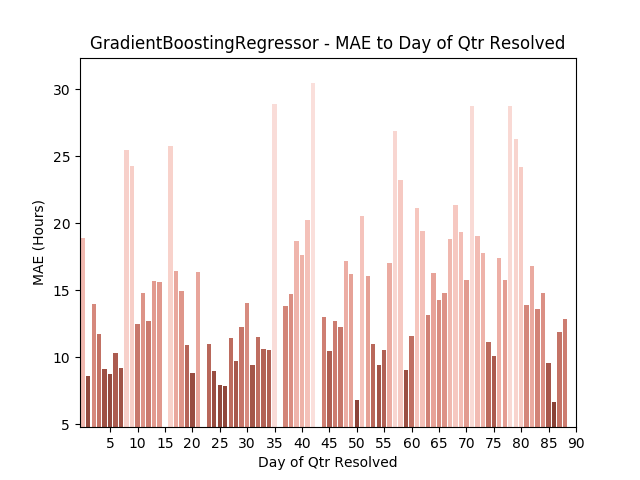 GradientBoostingRegressor - MAE to Day of Qtr Resolved
30
25
20
15
10
5
MAE (Hours)
5 10 15 20 25 30 35 40 45 50 55 60 65 70 75 80 85 90
Day of Qtr Resolved